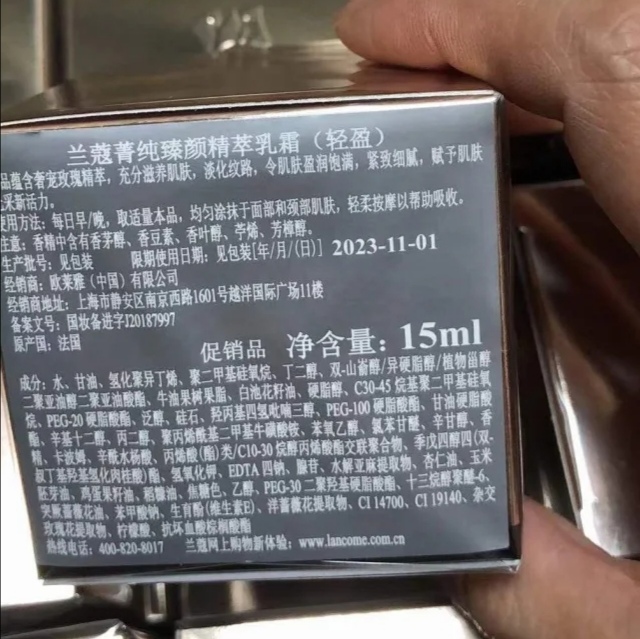 兰蔻菁纯臻颜精萃乳霜（轻盈）
品蕴含奢宠玫瑰精萃，充分滋养肌肤，淡化纹路，令肌肤盈润饱满，紧致细腻，赋予肌肤
采新活力。
使用方法：每日早/晚，取适量本品，均匀涂抹于面部和颈部肌肤，轻柔按摩以帮助吸收。
注意：香精中含有香茅醇、香豆素、香叶醇、苧烯、芳樟醇。
生产批号：见包装 限期使用日期：见包装[年/月/(日)] 2023-11-01
经销商：欧莱雅（中国）有限公司
经销商地址：上海市静安区南京西路1601号越洋国际广场11楼
备案文号：国妆备进字J20187997
原产国：法国
促销品 净含量：15ml
成分：水、甘油、氢化聚异丁烯、聚二甲基硅氧烷、丁二醇、双-山嵛醇/异硬脂醇/植物甾醇
二聚亚油醇二聚亚油酸酯、牛油果树果脂、白池花籽油、硬脂醇、C30-45 烷基聚二甲基硅氧
烷、PEG-20 硬脂酸酯、泛醇、硅石、羟丙基四氢吡喃三醇、PEG-100 硬脂酸酯、甘油硬脂酸
酯、辛基十二醇、丙二醇、聚丙烯酰基二甲基牛磺酸铵、苯氧乙醇、氯苯甘醚、辛甘醇、香
精、卡波姆、辛酰水杨酸、丙烯酸(酯)类/C10-30 烷醇丙烯酸酯交联聚合物、季戊四醇四(双-
叔丁基羟基氢化肉桂酸)酯、氢氧化钾、EDTA 四钠、腺苷、水解亚麻提取物、杏仁油、玉米
胚芽油、鸡蛋果籽油、稻糠油、焦糖色、乙醇、PEG-30 二聚羟基硬脂酸酯、十三烷醇聚醚-6、
突厥蔷薇花油、苯甲酸钠、生育酚(维生素E)、洋蔷薇花提取物、CI 14700、CI 19140、杂交
玫瑰花提取物、柠檬酸、抗坏血酸棕榈酸酯
热线电话：400-820-8017 兰蔻网上购物新体验：www.lancome.com.cn